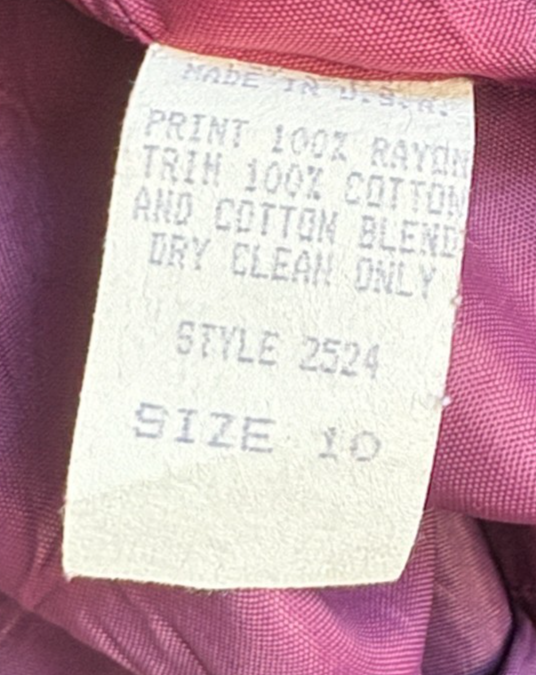 MADE IN U.S.A.
PRINT 100% RAYON
TRIM 100% COTTON
AND COTTON BLEND
DRY CLEAN ONLY
STYLE 2524
SIZE 10